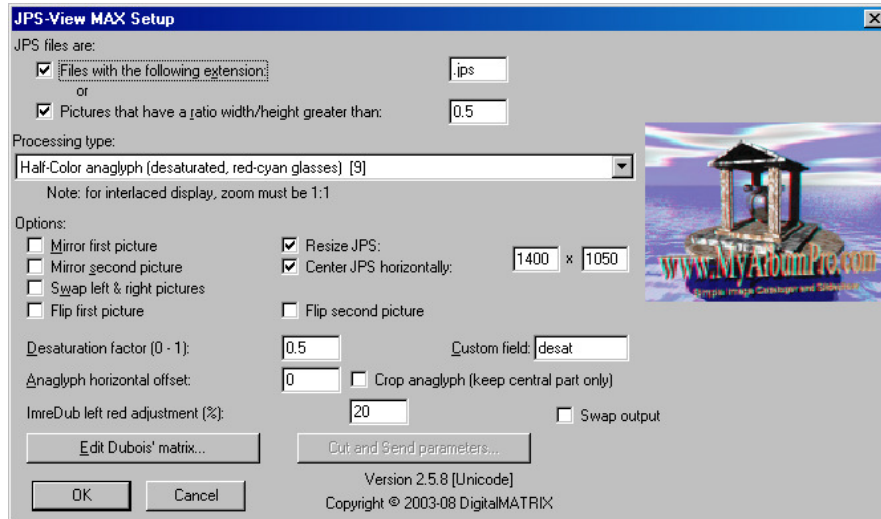 JPS-View MAX Setup
JPS files are:
Files with the following extension: .jps
or
Pictures that have a ratio width/height greater than: 0.5
Processing type:
Half-Color anaglyph (desaturated, red-cyan glasses) [9]
Note: for interlaced display, zoom must be 1:1
Options:
Mirror first picture
Resize JPS: 1400 x 1050
Mirror second picture
Center JPS horizontally:
Swap left & right pictures
Flip first picture
Flip second picture
www.MyAlbumPro.com
Simple Image Cataloger and Slideshow
Desaturation factor (0 - 1): 0.5 Custom field: desat
Anaglyph horizontal offset: 0 Crop anaglyph (keep central part only)
ImreDub left red adjustment (%): 20 Swap output
Edit Dubois' matrix... Cut and Send parameters...
Version 2.5.8 [Unicode]
OK Cancel
Copyright © 2003-08 DigitalMATRIX